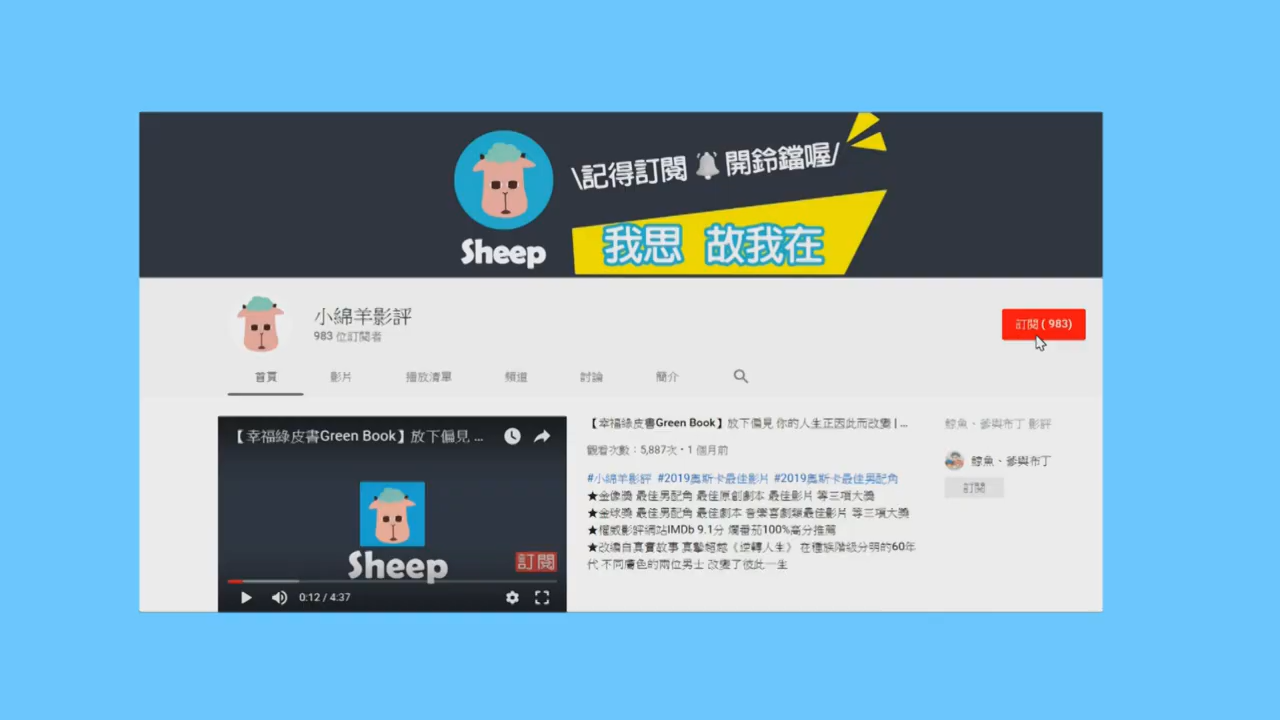 \記得訂閱 開鈴鐺喔/
Sheep
我思 故我在
小綿羊影評
983 位訂閱者
訂閱 ( 983)
首頁 影片 播放清單 頻道 討論 簡介
【幸福綠皮書Green Book】放下偏見 ...
Sheep
訂閱
0:12 / 4:37
【幸福綠皮書Green Book】放下偏見 你的人生正因此而改變 | ...
觀看次數：5,887次・1 個月前
#小綿羊影評 #2019奧斯卡最佳影片 #2019奧斯卡最佳男配角
★金像獎 最佳男配角 最佳原創劇本 最佳影片 等三項大獎
★金球獎 最佳男配角 最佳劇本 音樂喜劇類最佳影片 等三項大獎
★權威影評網站IMDb 9.1分 爛番茄100%高分推薦
★改編自真實故事 真摯超越《逆轉人生》 在種族階級分明的60年
代 不同膚色的兩位男士 改變了彼此一生
鯨魚、爹與布丁 影評
鯨魚、爹與布丁
訂閱